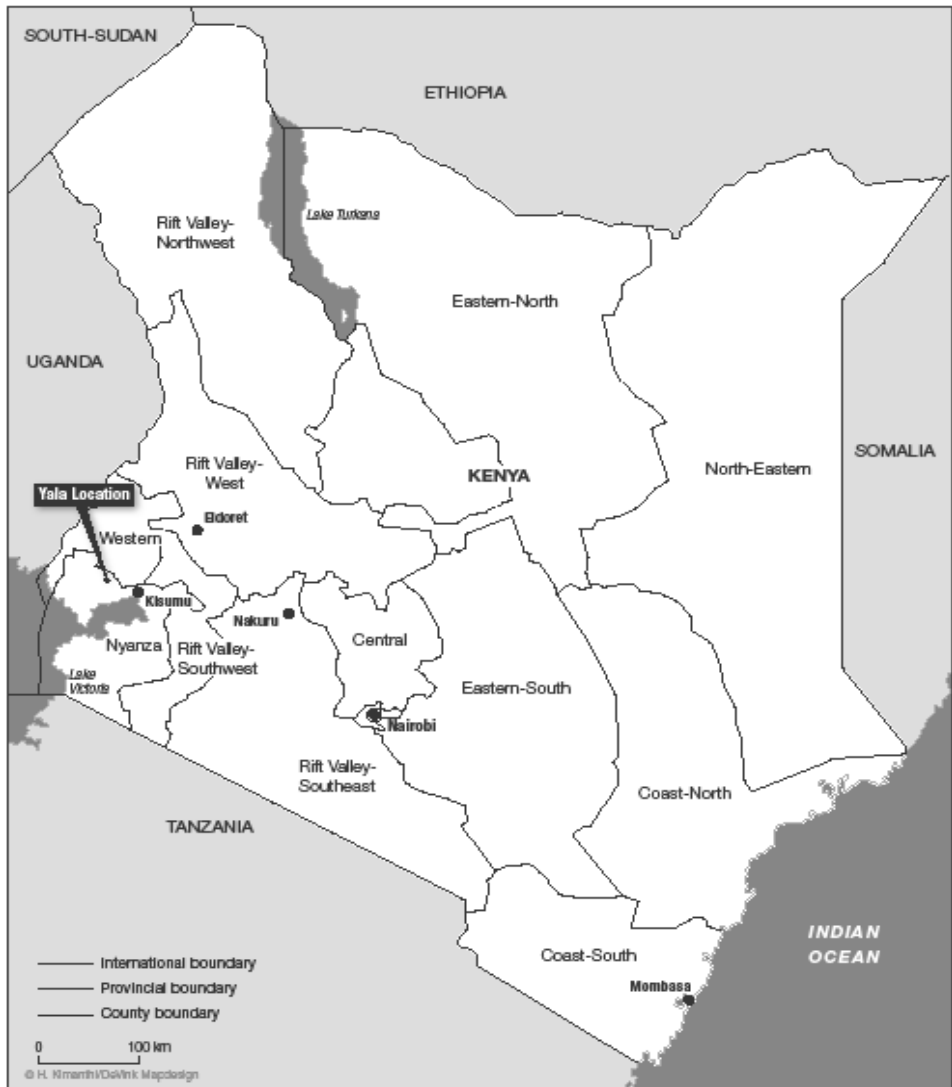 SOUTH-SUDAN
ETHIOPIA
Lake Turkana
Rift Valley-
Northwest
Eastern-North
UGANDA
SOMALIA
North-Eastern
Rift Valley-
West
KENYA
Yala Location
Eldoret
Western
Kisumu
Nakuru
Nyanza
Rift Valley-
Southwest
Central
Lake
Victoria
Eastern-South
Nairobi
Rift Valley-
Southeast
Coast-North
TANZANIA
INDIAN
OCEAN
Coast-South
Mombasa
International boundary
Provincial boundary
County boundary
0 100 km
© H. Kimanthi/DeVink Mapdesign